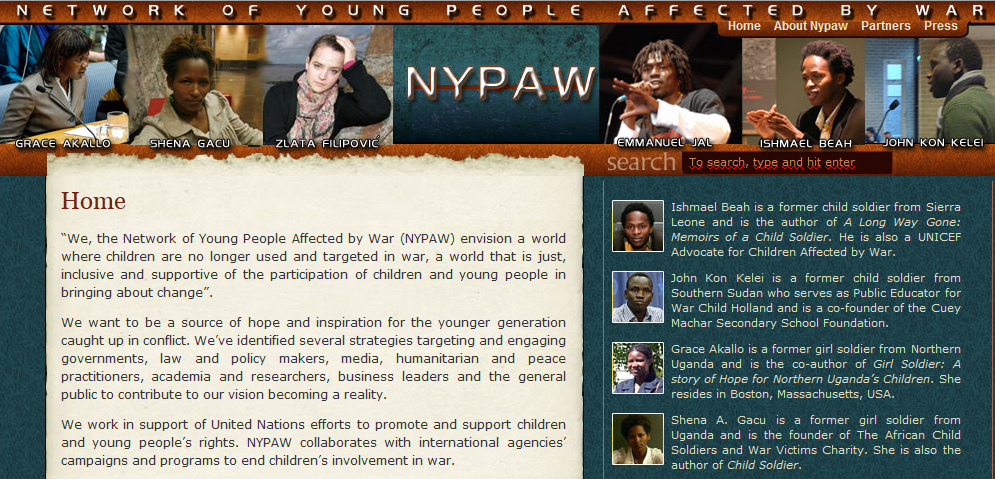 NETWORK OF YOUNG PEOPLE AFFECTED BY WAR
Home About Nypaw Partners Press
NYPAW
GRACE AKALLO
SHENA GACU
ZLATA FILIPOVIĆ
EMMANUEL JAL
ISHMAEL BEAH
JOHN KON KELEI
search To search, type and hit enter
Home
“We, the Network of Young People Affected by War (NYPAW) envision a world
where children are no longer used and targeted in war, a world that is just,
inclusive and supportive of the participation of children and young people in
bringing about change”.
We want to be a source of hope and inspiration for the younger generation
caught up in conflict. We’ve identified several strategies targeting and engaging
governments, law and policy makers, media, humanitarian and peace
practitioners, academia and researchers, business leaders and the general
public to contribute to our vision becoming a reality.
We work in support of United Nations efforts to promote and support children
and young people’s rights. NYPAW collaborates with international agencies’
campaigns and programs to end children’s involvement in war.
Ishmael Beah is a former child soldier from Sierra
Leone and is the author of A Long Way Gone:
Memoirs of a Child Soldier. He is also a UNICEF
Advocate for Children Affected by War.
John Kon Kelei is a former child soldier from
Southern Sudan who serves as Public Educator for
War Child Holland and is a co-founder of the Cuey
Machar Secondary School Foundation.
Grace Akallo is a former girl soldier from Northern
Uganda and is the co-author of Girl Soldier: A
story of Hope for Northern Uganda’s Children. She
resides in Boston, Massachusetts, USA.
Shena A. Gacu is a former girl soldier from
Uganda and is the founder of The African Child
Soldiers and War Victims Charity. She is also the
author of Child Soldier.